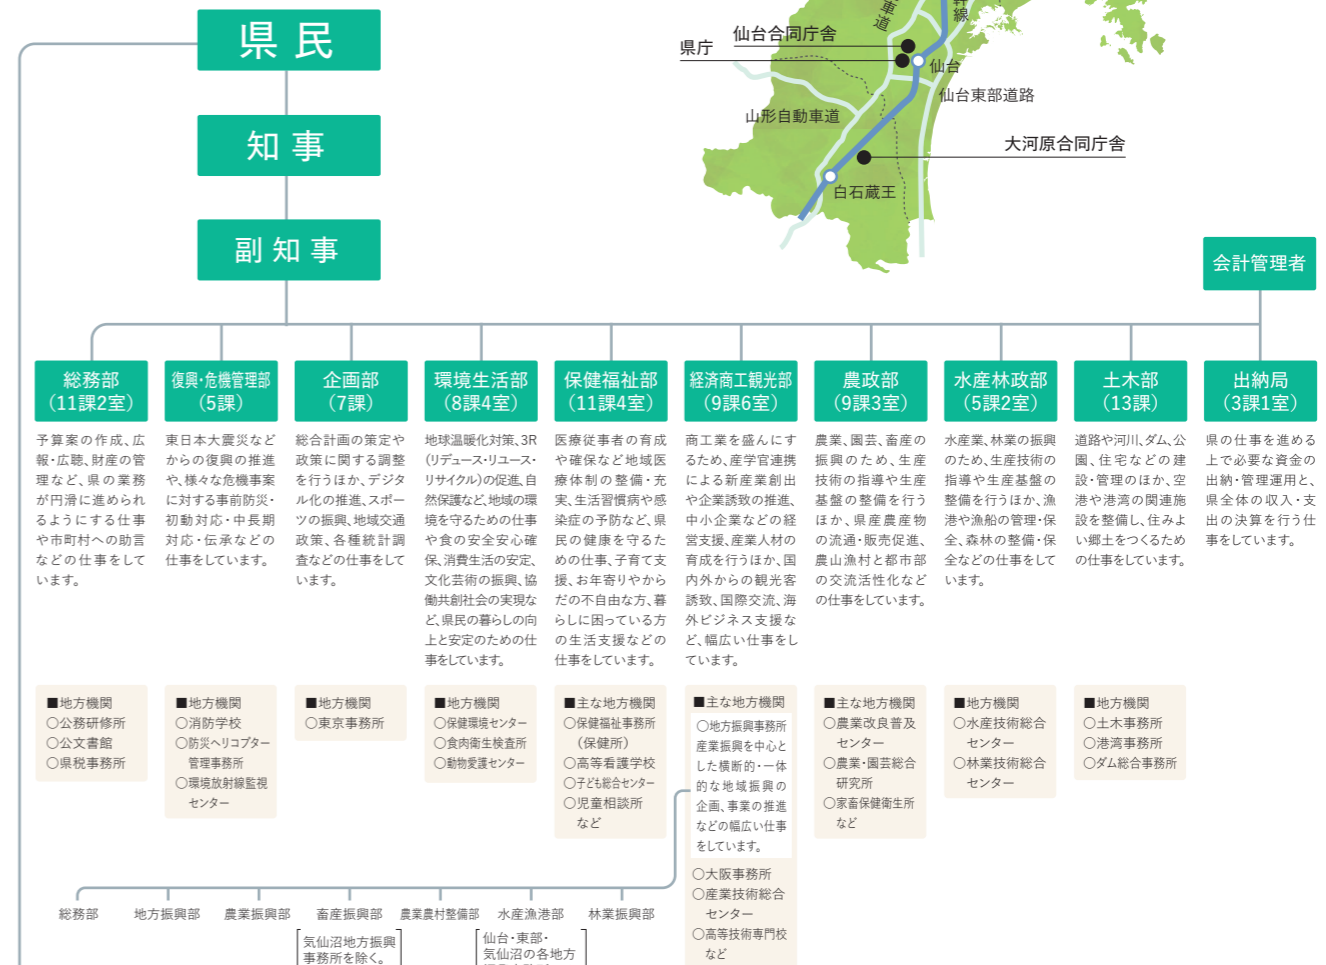 県民
知事
副知事
車道
幹線
仙台合同庁舎
県庁
仙台
仙台東部道路
山形自動車道
大河原合同庁舎
白石蔵王
会計管理者
総務部
(11課2室)
予算案の作成、広
報・広聴、財産の管
理など、県の業務
が円滑に進められ
るようにする仕事
や市町村への助言
などの仕事をして
います。
■地方機関
○公務研修所
○公文書館
○県税事務所
復興・危機管理部
(5課)
東日本大震災など
からの復興の推進
や、様々な危機事案
に対する事前防災・
初動対応・中長期
対応・伝承などの
仕事をしています。
■地方機関
○消防学校
○防災ヘリコプター
管理事務所
○環境放射線監視
センター
企画部
(7課)
総合計画の策定や
政策に関する調整
を行うほか、デジタ
ル化の推進、スポー
ツの振興、地域交通
政策、各種統計調
査などの仕事をして
います。
■地方機関
○東京事務所
環境生活部
(8課4室)
地球温暖化対策、3R
(リデュース・リユース・
リサイクル)の促進、自
然保護など、地域の環
境を守るための仕事
や食の安全安心確
保、消費生活の安定、
文化芸術の振興、協
働共創社会の実現な
ど、県民の暮らしの向
上と安定のための仕
事をしています。
■地方機関
○保健環境センター
○食肉衛生検査所
○動物愛護センター
保健福祉部
(11課4室)
医療従事者の育成
や確保など地域医
療体制の整備・充
実、生活習慣病や感
染症の予防など、県
民の健康を守るた
めの仕事、子育て支
援、お年寄りやから
だの不自由な方、暮
らしに困っている方
の生活支援などの
仕事をしています。
■主な地方機関
○保健福祉事務所
(保健所)
○高等看護学校
○子ども総合センター
○児童相談所
など
経済商工観光部
(9課6室)
商工業を盛んにす
るため、産学官連携
による新産業創出
や企業誘致の推進、
中小企業などの経
営支援、産業人材の
育成を行うほか、国
内外からの観光客
誘致、国際交流、海
外ビジネス支援な
ど、幅広い仕事をし
ています。
■主な地方機関
○地方振興事務所
産業振興を中心と
した横断的・一体
的な地域振興の
企画、事業の推進
などの幅広い仕事
をしています。
○大阪事務所
○産業技術総合
センター
○高等技術専門校
など
農政部
(9課3室)
農業、園芸、畜産の
振興のため、生産
技術の指導や生産
基盤の整備を行う
ほか、県産農産物
の流通・販売促進、
農山漁村と都市部
の交流活性化など
の仕事をしています。
■主な地方機関
○農業改良普及
センター
○農業・園芸総合
研究所
○家畜保健衛生所
など
水産林政部
(5課2室)
水産業、林業の振興
のため、生産技術の
指導や生産基盤の
整備を行うほか、漁
港や漁船の管理・保
全、森林の整備・保
全などの仕事をして
います。
■地方機関
○水産技術総合
センター
○林業技術総合
センター
土木部
(13課)
道路や河川、ダム、公
園、住宅などの建
設・管理のほか、空
港や港湾の関連施
設を整備し、住みよ
い郷土をつくるため
の仕事をしています。
■地方機関
○土木事務所
○港湾事務所
○ダム総合事務所
出納局
(3課1室)
県の仕事を進める
上で必要な資金の
出納・管理運用と、
県全体の収入・支
出の決算を行う仕
事をしています。
総務部
地方振興部
農業振興部
畜産振興部
農業農村整備部
水産漁港部
林業振興部
気仙沼地方振興
事務所を除く。
仙台・東部・
気仙沼の各地方